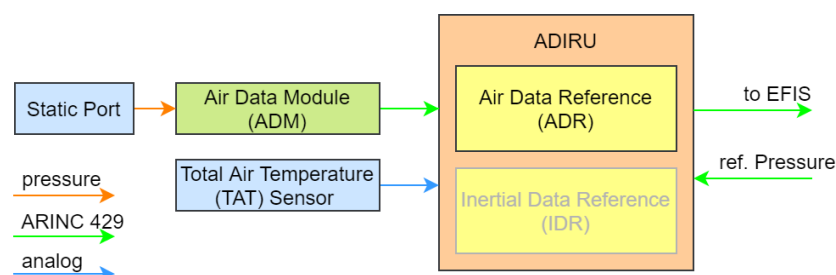 ADIRU
Static Port
Air Data Module
(ADM)
Air Data Reference
(ADR)
to EFIS
Total Air Temperature
(TAT) Sensor
Inertial Data Reference
(IDR)
ref. Pressure
pressure
ARINC 429
analog